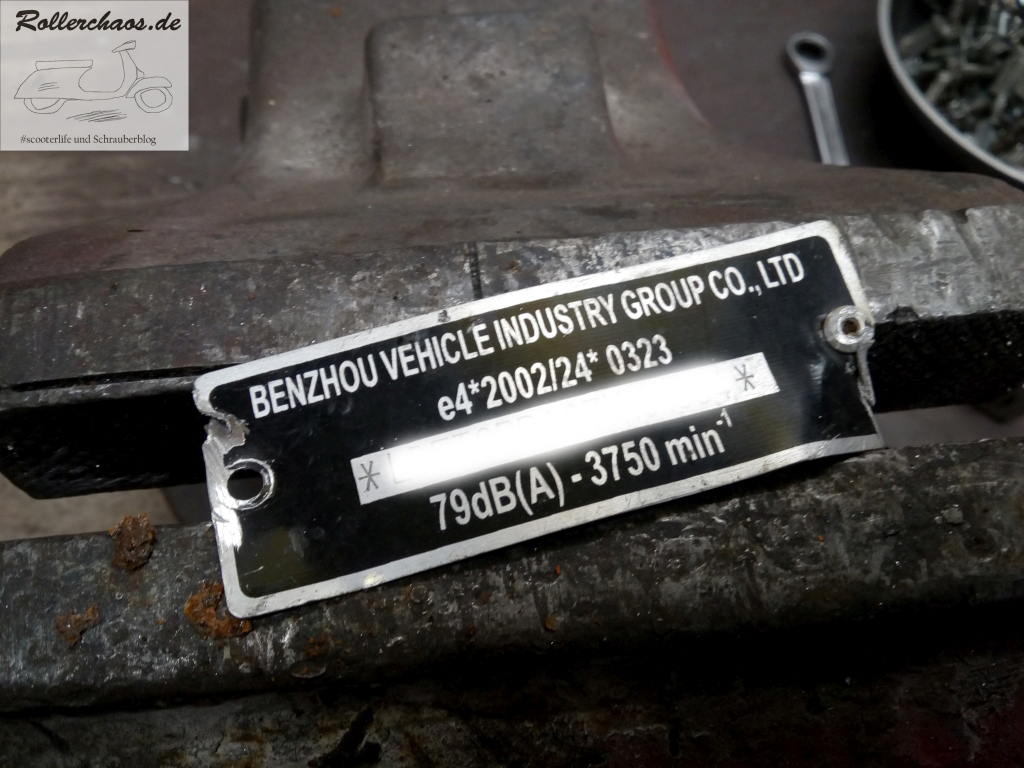 Rollerchaos.de
#scooterlife und Schrauberblog
BENZHOU VEHICLE INDUSTRY GROUP CO., LTD
e4*2002/24* 0323
* *
79dB(A) - 3750 min-1